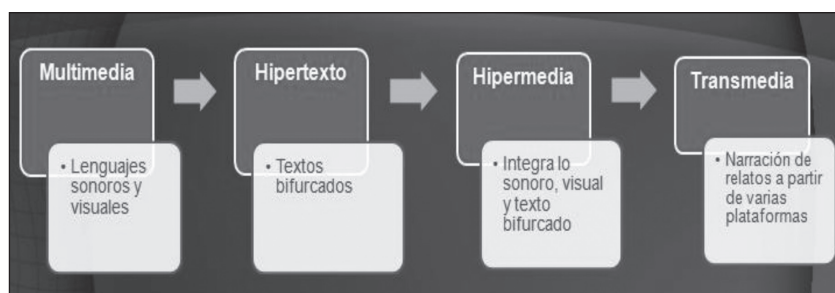 Multimedia
• Lenguajes
sonoros y
visuales
Hipertexto
• Textos
bifurcados
Hipermedia
• Integra lo
sonoro, visual
y texto
bifurcado
Transmedia
• Narración de
relatos a partir
de varias
plataformas